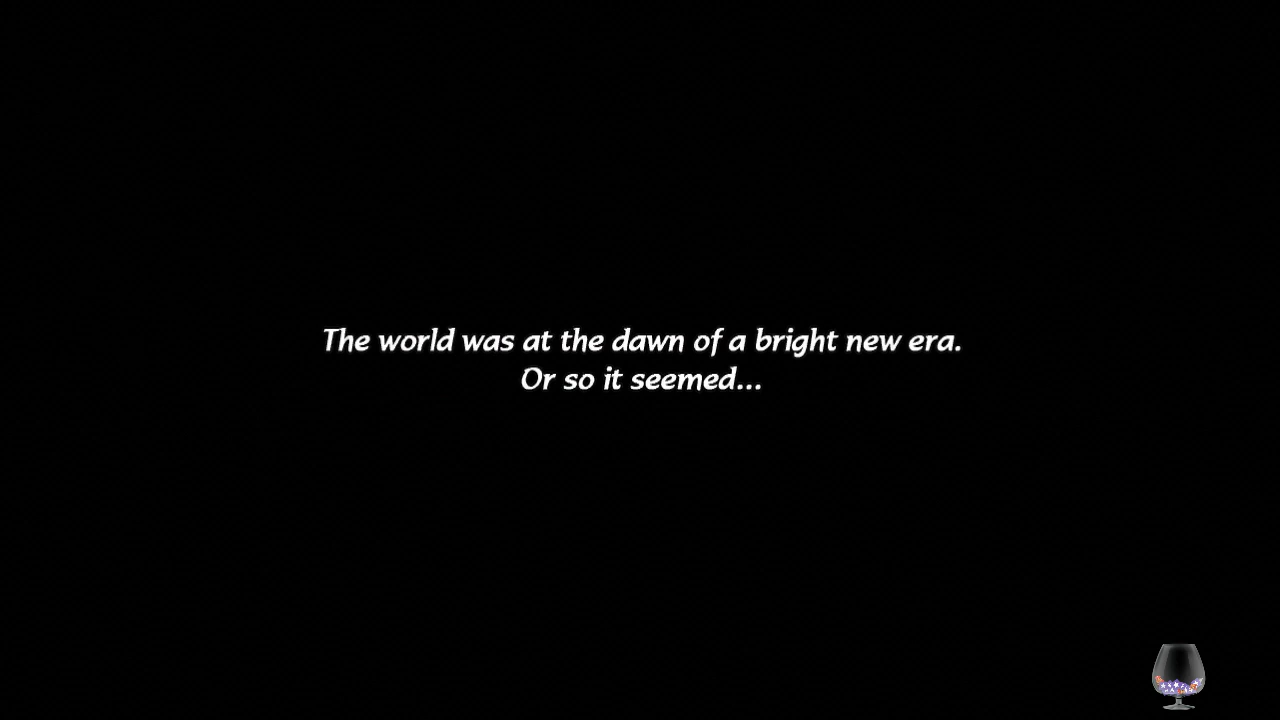 The world was at the dawn of a bright new era.
Or so it seemed...